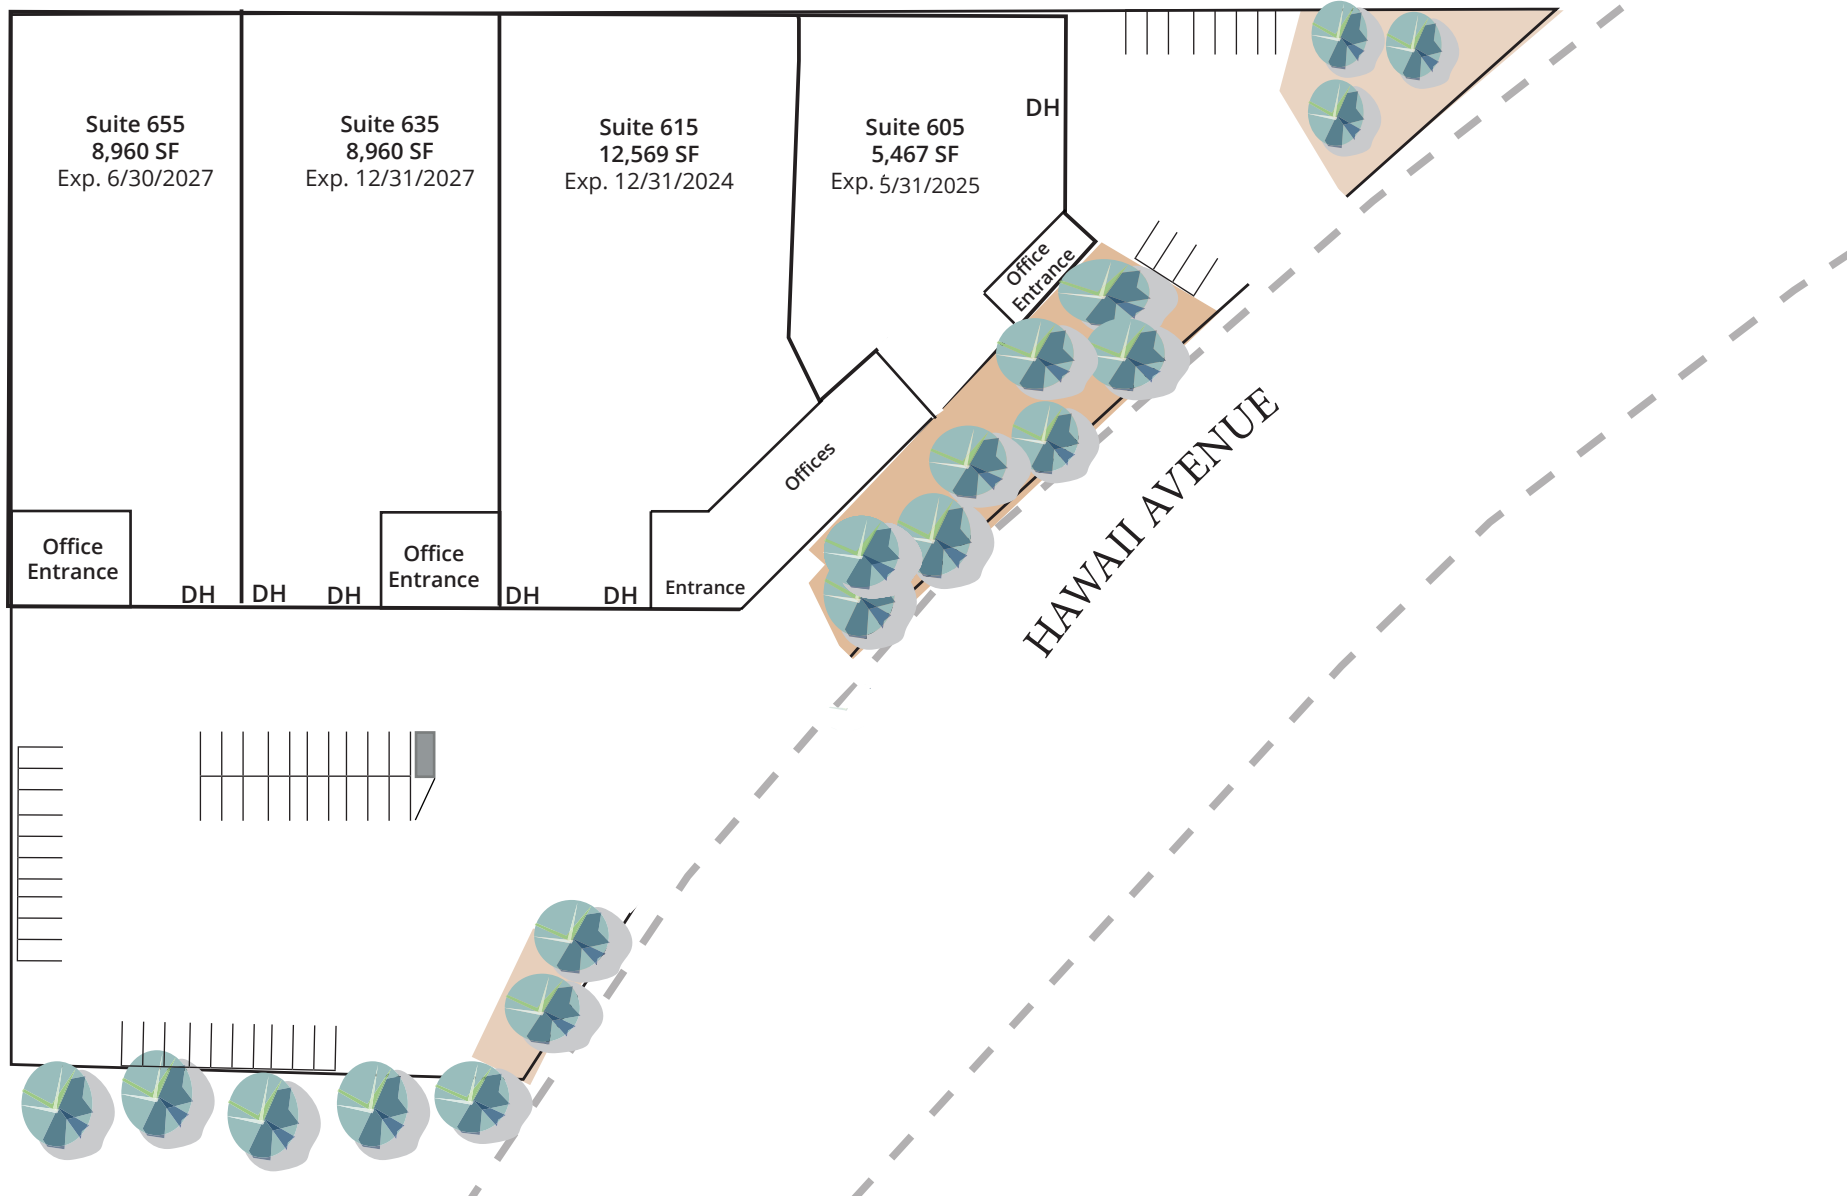 Suite 655
8,960 SF
Exp. 6/30/2027
Suite 635
8,960 SF
Exp. 12/31/2027
Suite 615
12,569 SF
Exp. 12/31/2024
Suite 605
5,467 SF
Exp. 5/31/2025
DH
Office
Entrance
Offices
HAWAII AVENUE
Office
Entrance
DH
DH
DH
Office
Entrance
DH
DH
Entrance